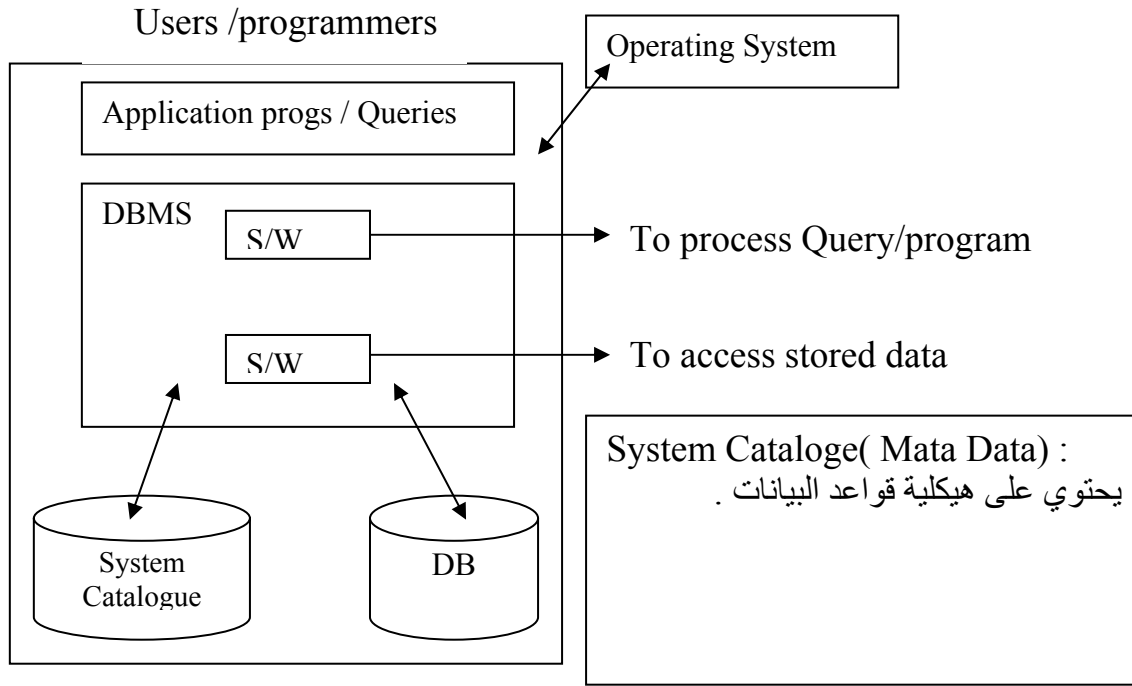 Users /programmers
Operating System
Application progs / Queries
DBMS
S/W
To process Query/program
S/W
To access stored data
System Cataloge( Mata Data) :
يحتوي على هيكلية قواعد البيانات .
System
Catalogue
DB